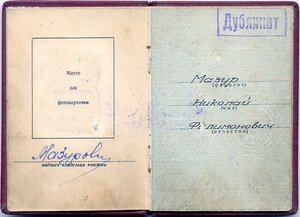 Место
для
фотокарточки
подпись владельца книжки
Дубликат
Мазур
(фамилия)
Николай
(имя)
Филимонович
(отчество)